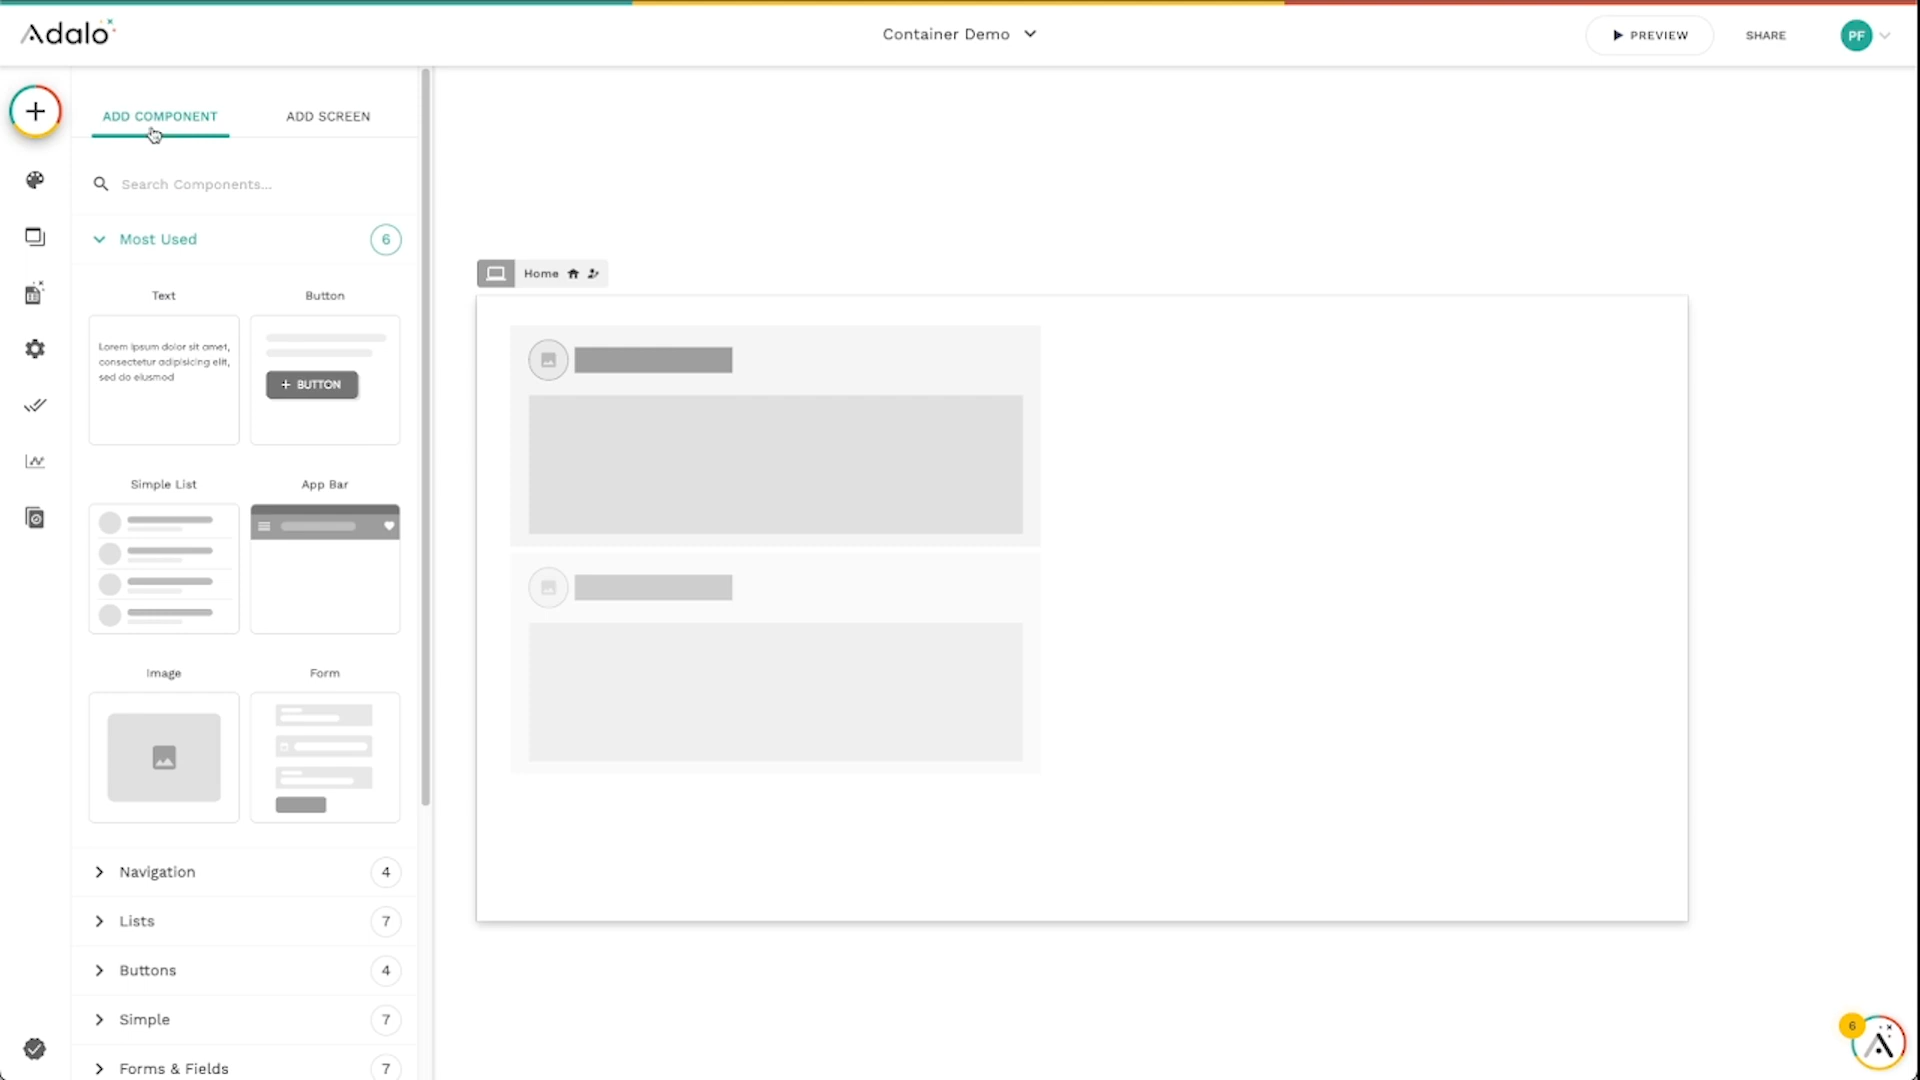 Adalo
Container Demo
PREVIEW
SHARE
PF
ADD COMPONENT
ADD SCREEN
Search Components...
Most Used
6
Text
Button
Lorem ipsum dolor sit amet,
consectetur adipisicing elit,
sed do eiusmod
+ BUTTON
Simple List
App Bar
Image
Form
Navigation
4
Lists
7
Buttons
4
Simple
7
Forms & Fields
7
Home
6